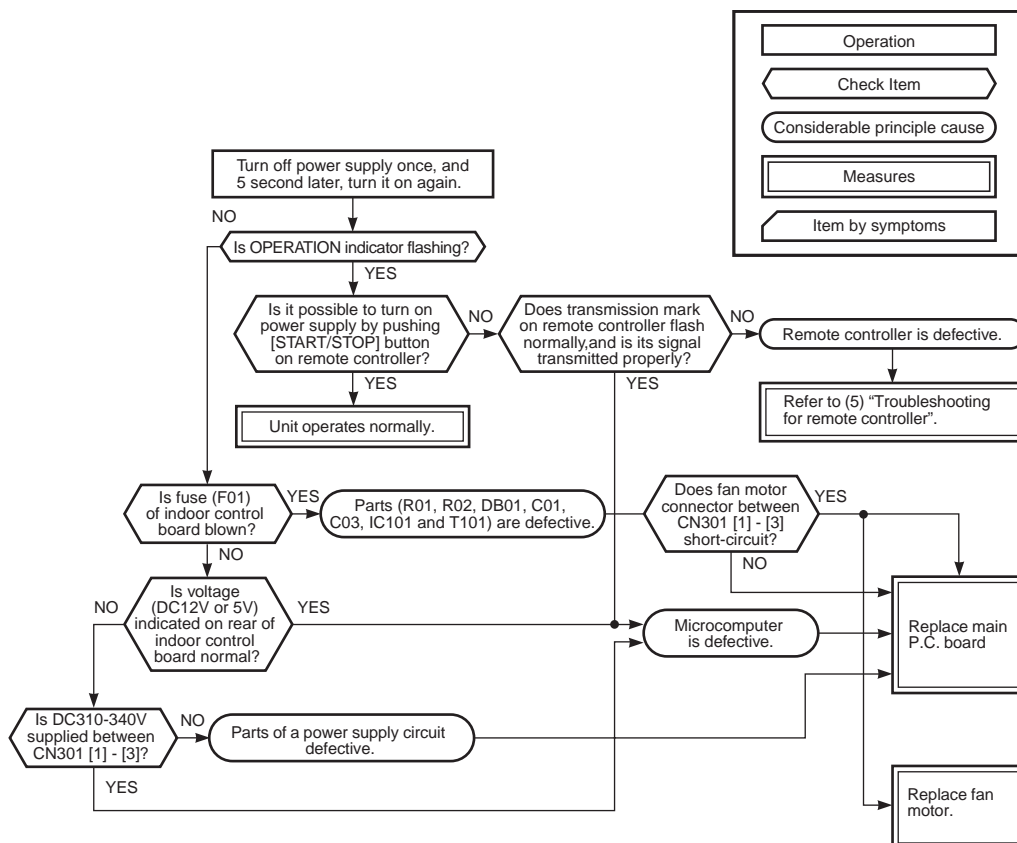 Operation
Check Item
Considerable principle cause
Measures
Item by symptoms
Turn off power supply once, and
5 second later, turn it on again.
NO
Is OPERATION indicator flashing?
YES
Is it possible to turn on
power supply by pushing
[START/STOP] button
on remote controller?
NO
Does transmission mark
on remote controller flash
normally,and is its signal
transmitted properly?
NO
Remote controller is defective.
YES
YES
Refer to (5) “Troubleshooting
for remote controller”.
Unit operates normally.
Is fuse (F01)
of indoor control
board blown?
YES
Parts (R01, R02, DB01, C01,
C03, IC101 and T101) are defective.
Does fan motor
connector between
CN301 [1] - [3]
short-circuit?
YES
NO
NO
Is voltage
(DC12V or 5V)
indicated on rear of
indoor control
board normal?
NO
YES
Microcomputer
is defective.
Replace main
P.C. board
Is DC310-340V
supplied between
CN301 [1] - [3]?
NO
Parts of a power supply circuit
defective.
YES
Replace fan
motor.